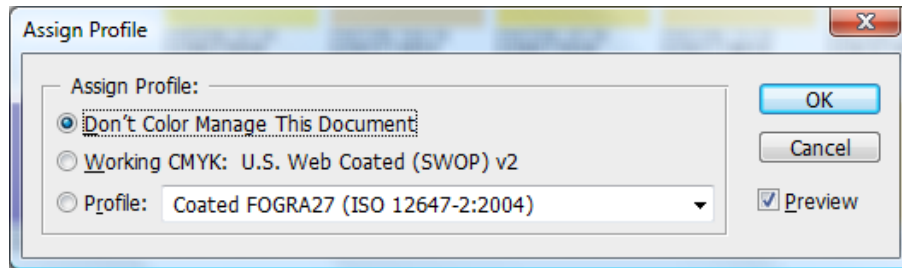 Assign Profile
Assign Profile:
Don't Color Manage This Document
Working CMYK: U.S. Web Coated (SWOP) v2
Profile: Coated FOGRA27 (ISO 12647-2:2004)
OK
Cancel
Preview